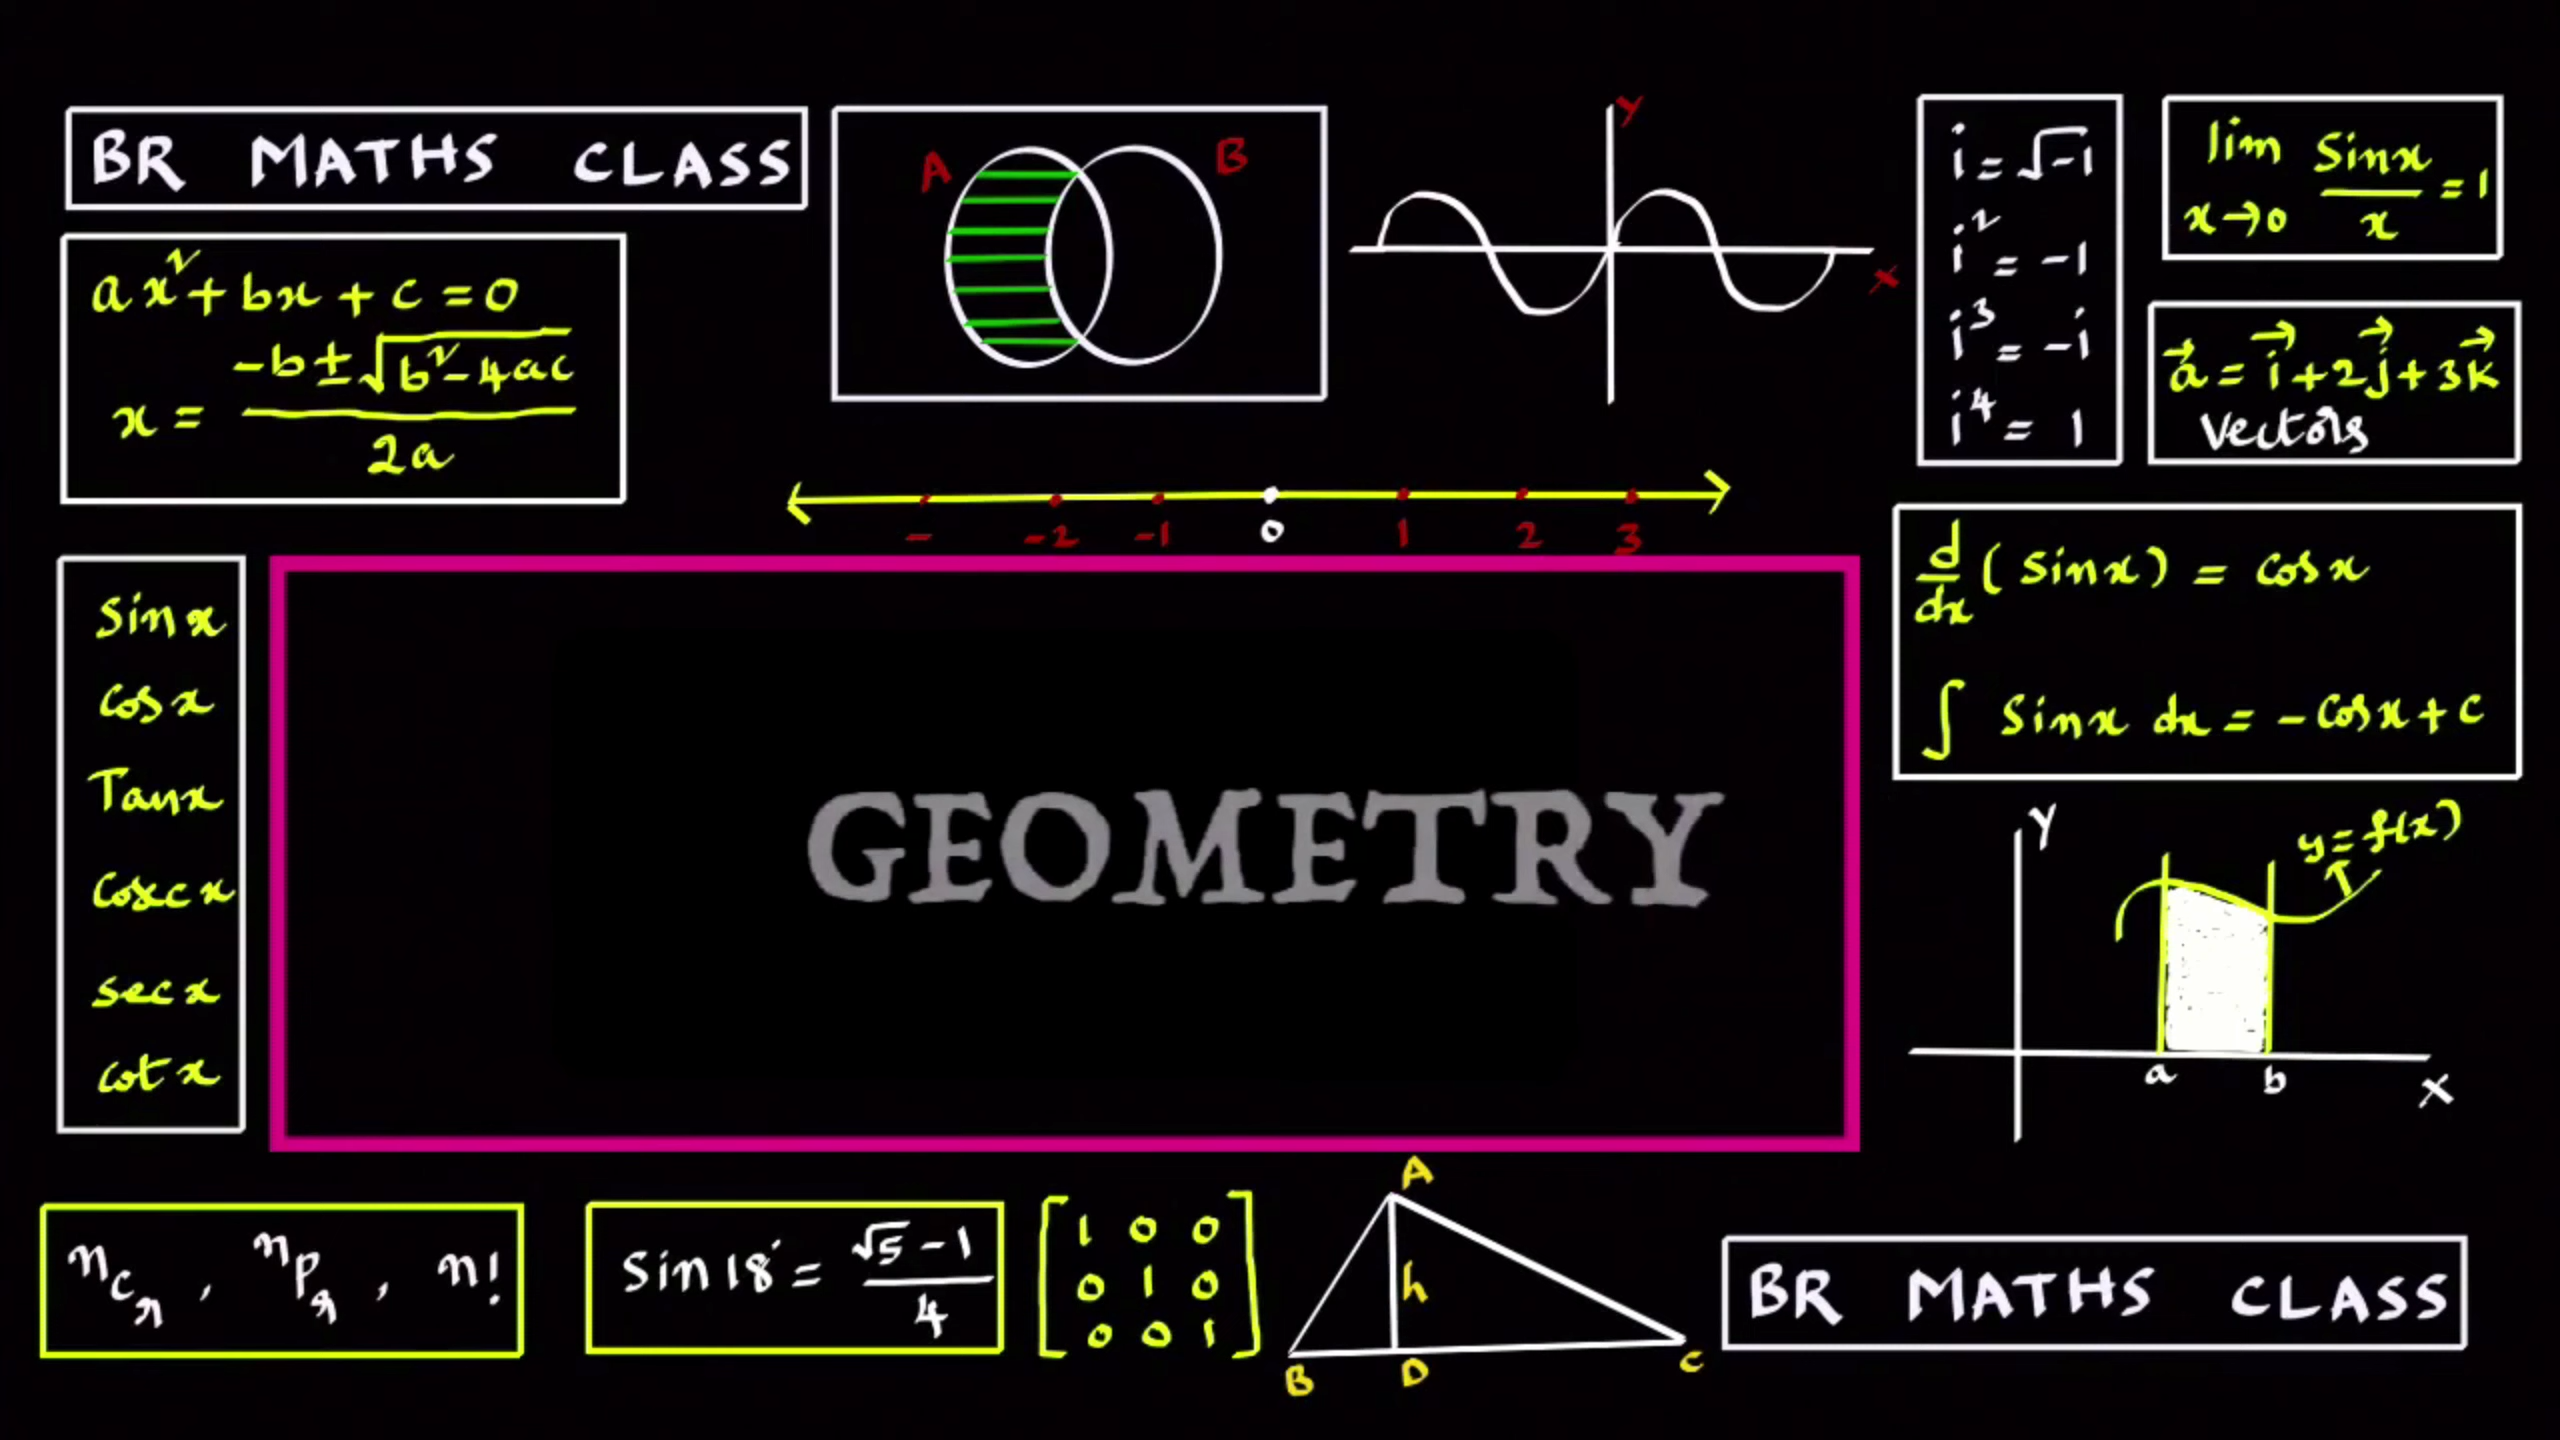 BR MATHS CLASS
ax²+bx+c=0
x = (-b±√(b²-4ac))/2a
A B
Y
X
i=√-1
i²=-1
i³=-i
i⁴=1
lim x→0 Sinx/x =1
a⃗=i⃗+2j⃗+3k⃗
Vectors
- -2 -1 0 1 2 3
Sinx
Cosx
Tanx
Cosecx
secx
cotx
GEOMETRY
d/dx(Sinx) = Cosx
∫ Sinx dx = -Cosx+c
Y
y=f(x)
a b
X
ⁿCᵣ, ⁿPᵣ, n!
Sin18°=(√5-1)/4
1 0 0
0 1 0
0 0 1
A
h
B D C
BR MATHS CLASS